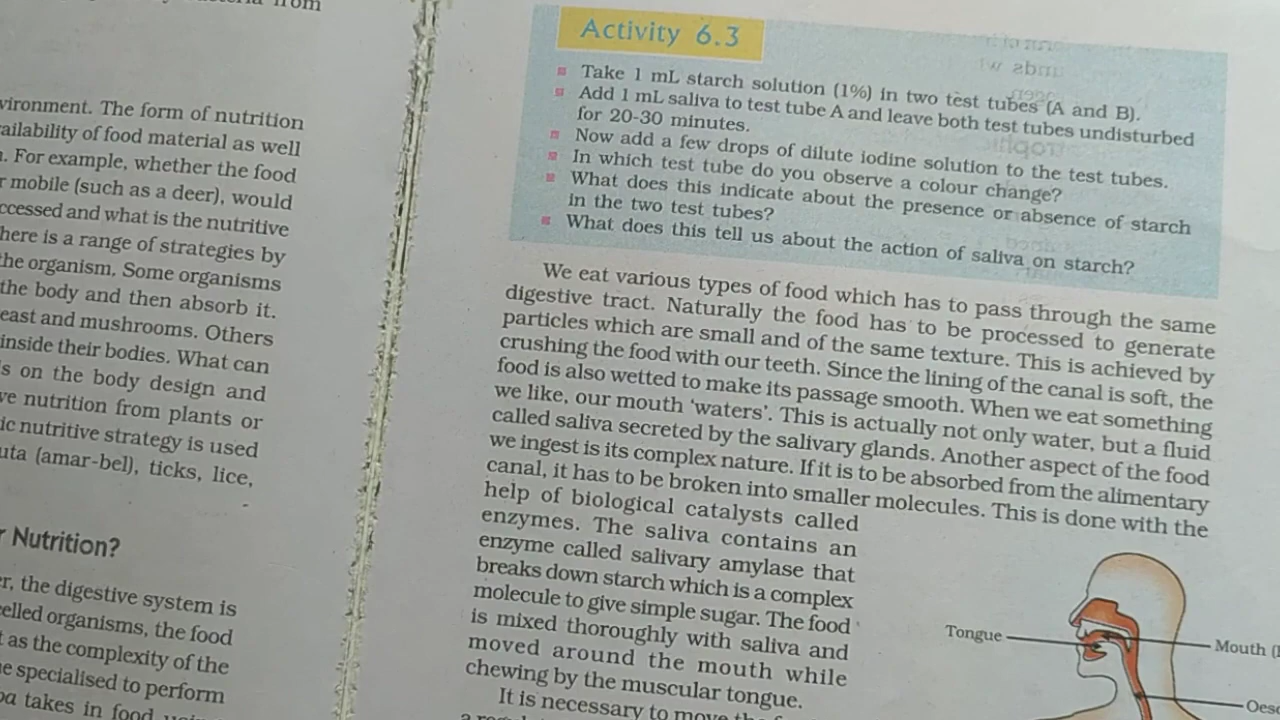 from
vironment. The form of nutrition
ailability of food material as well
. For example, whether the food
r mobile (such as a deer), would
ccessed and what is the nutritive
here is a range of strategies by
the organism. Some organisms
the body and then absorb it.
east and mushrooms. Others
inside their bodies. What can
s on the body design and
ve nutrition from plants or
ic nutritive strategy is used
uta (amar-bel), ticks, lice,
r Nutrition?
er, the digestive system is
celled organisms, the food
t as the complexity of the
e specialised to perform
takes in food
Activity 6.3
Take 1 mL starch solution (1%) in two test tubes (A and B).
Add 1 mL saliva to test tube A and leave both test tubes undisturbed
for 20-30 minutes.
Now add a few drops of dilute iodine solution to the test tubes.
In which test tube do you observe a colour change?
What does this indicate about the presence or absence of starch
in the two test tubes?
What does this tell us about the action of saliva on starch?
We eat various types of food which has to pass through the same
digestive tract. Naturally the food has to be processed to generate
particles which are small and of the same texture. This is achieved by
crushing the food with our teeth. Since the lining of the canal is soft, the
food is also wetted to make its passage smooth. When we eat something
we like, our mouth ‘waters’. This is actually not only water, but a fluid
called saliva secreted by the salivary glands. Another aspect of the food
we ingest is its complex nature. If it is to be absorbed from the alimentary
canal, it has to be broken into smaller molecules. This is done with the
help of biological catalysts called
enzymes. The saliva contains an
enzyme called salivary amylase that
breaks down starch which is a complex
molecule to give simple sugar. The food
is mixed thoroughly with saliva and
moved around the mouth while
chewing by the muscular tongue.
It is necessary to move the
Tongue
Mouth
Oeso